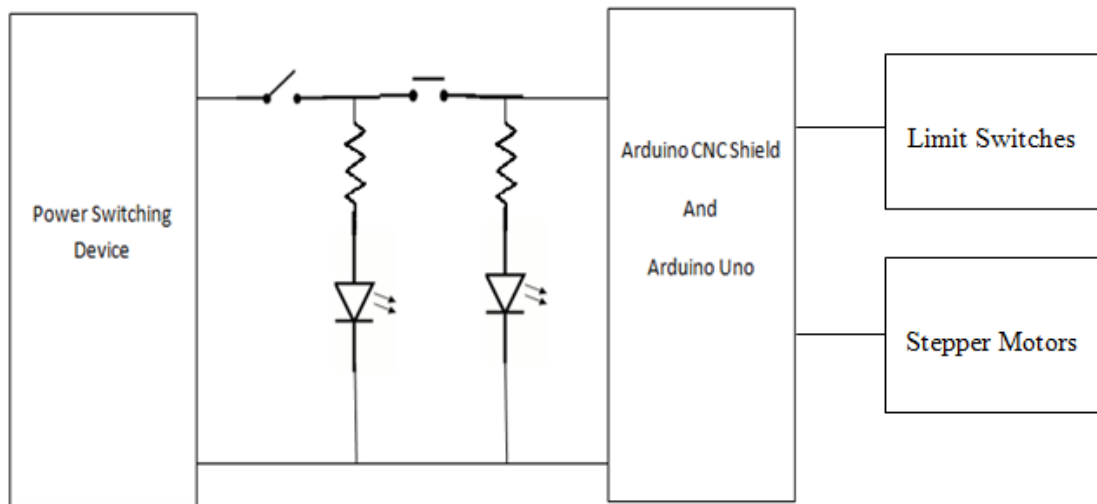 Power Switching
Device
Arduino CNC Shield
And
Arduino Uno
Limit Switches
Stepper Motors